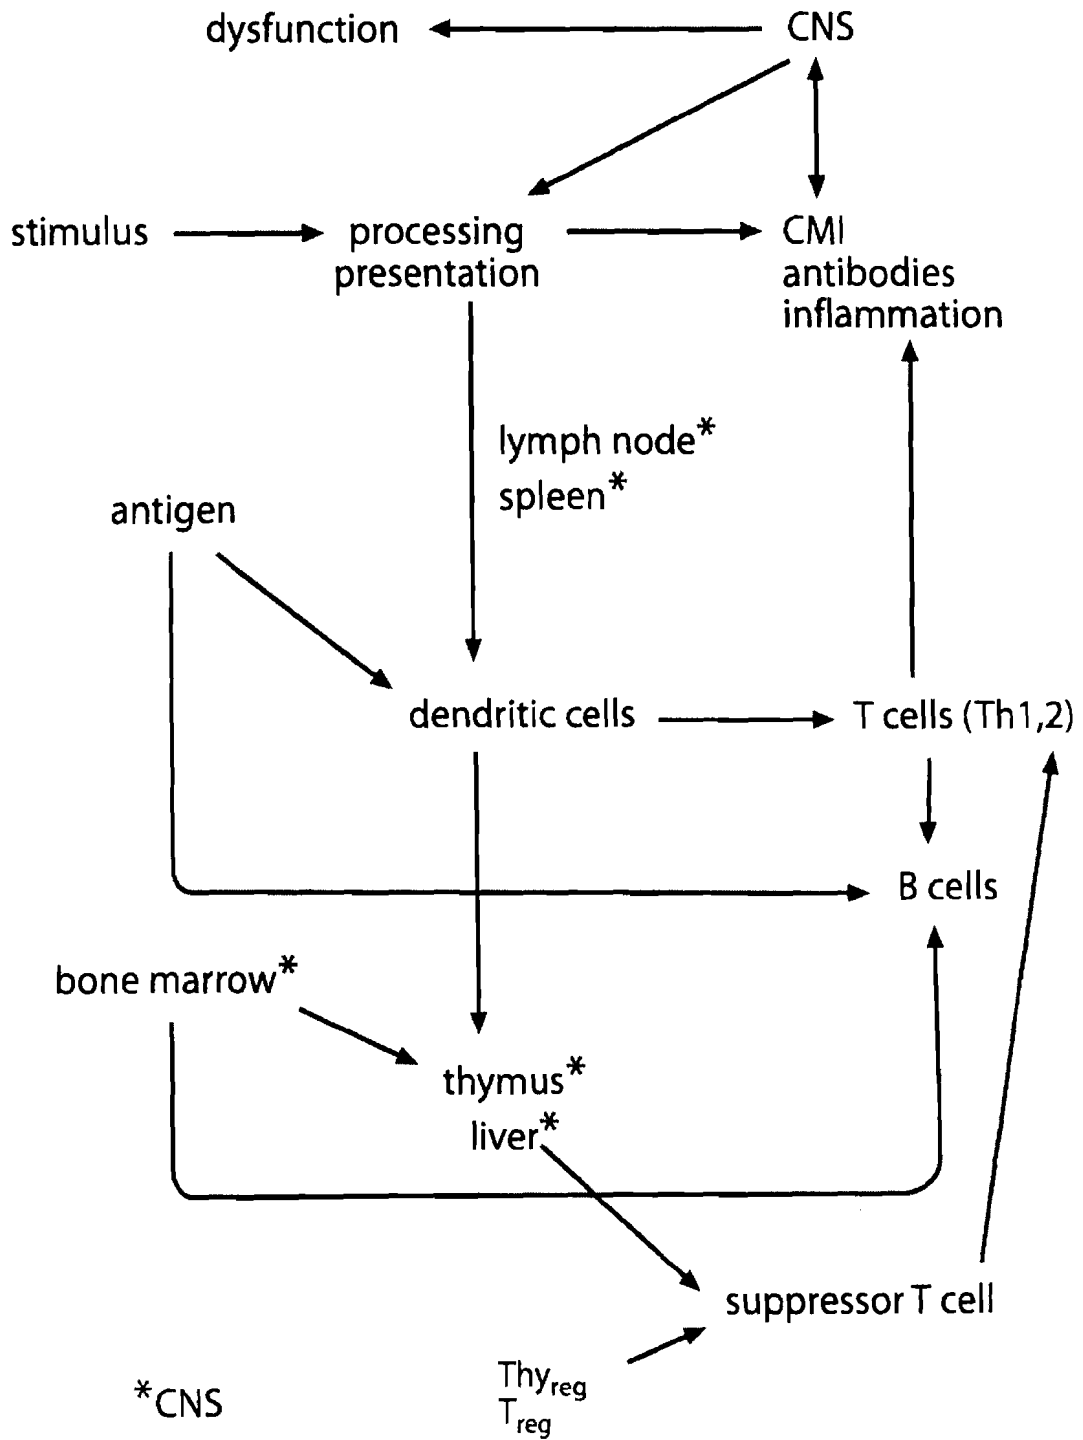 dysfunction
CNS
stimulus
processing
presentation
CMI
antibodies
inflammation
lymph node*
spleen*
antigen
dendritic cells
T cells (Th1,2)
B cells
bone marrow*
thymus*
liver*
suppressor T cell
Thyreg
Treg
*CNS